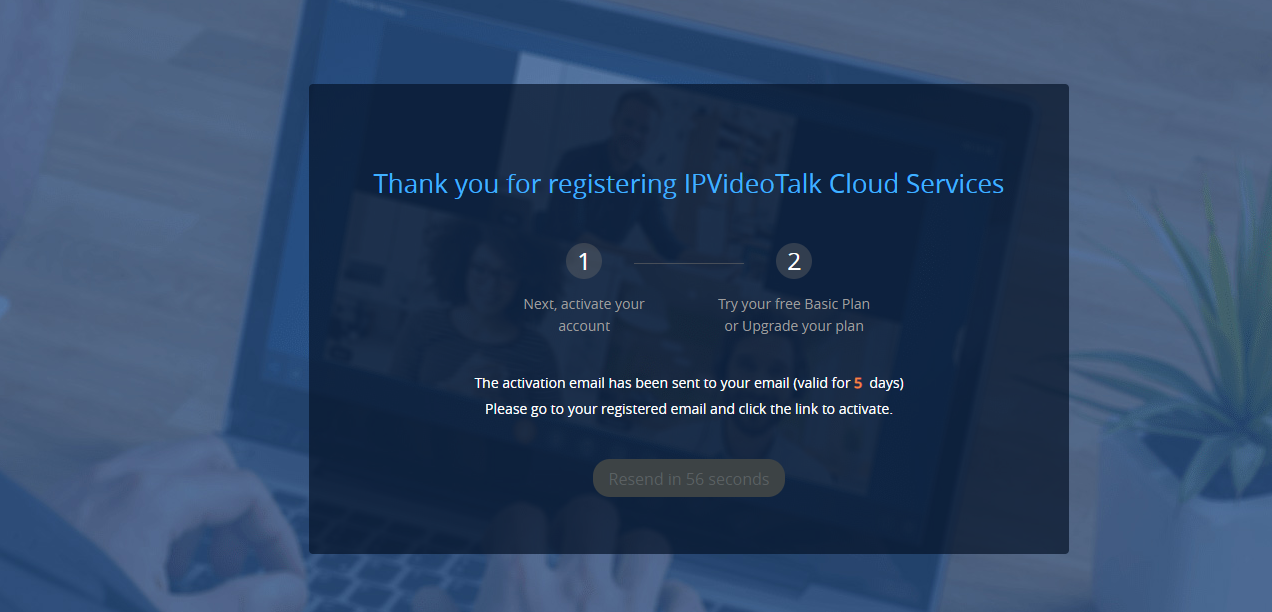 Thank you for registering IPVideoTalk Cloud Services
1
2
Next, activate your
account
Try your free Basic Plan
or Upgrade your plan
The activation email has been sent to your email (valid for 5 days)
Please go to your registered email and click the link to activate.
Resend in 56 seconds